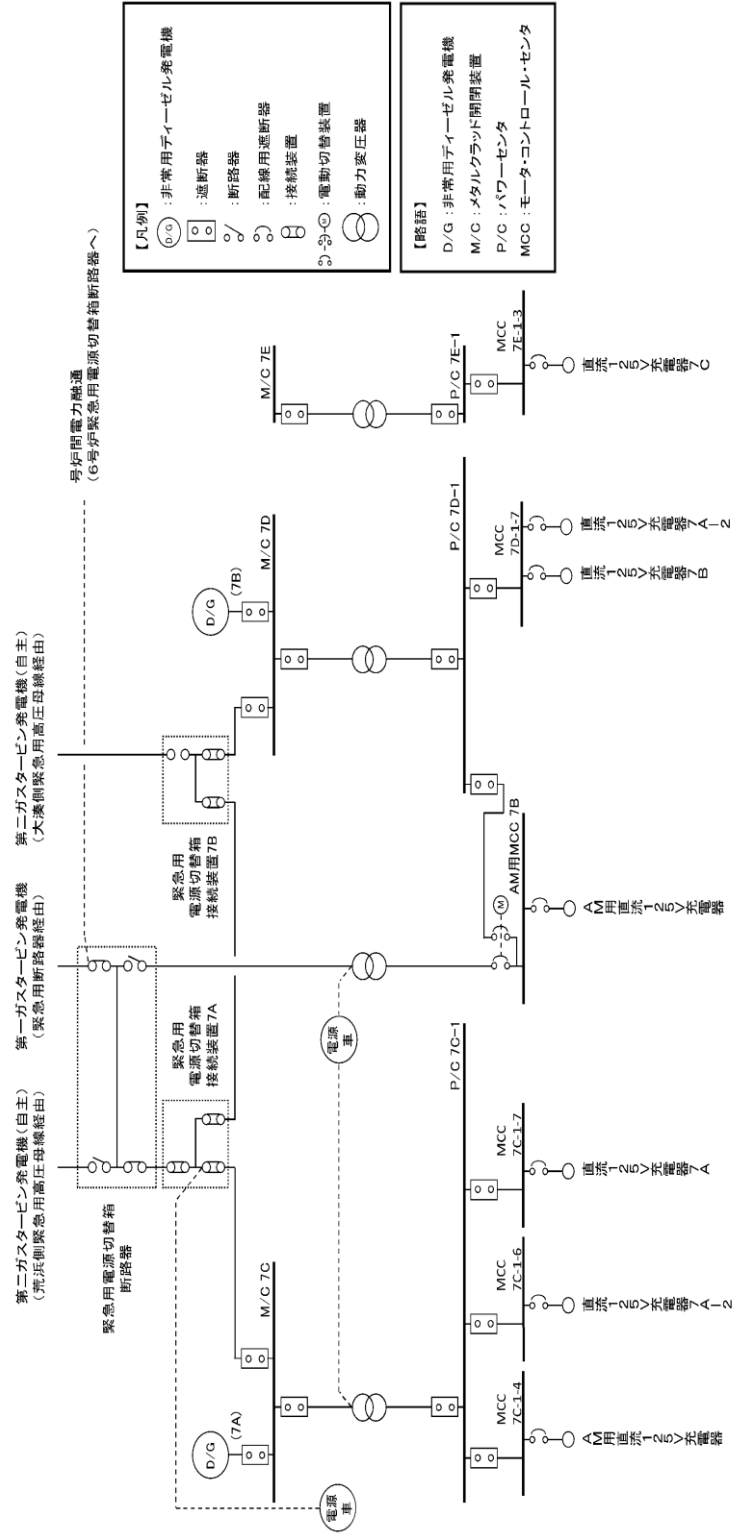 第二ガスタービン発電機(自主)
(荒浜側緊急用高圧母線経由)
第一ガスタービン発電機
(緊急用断路器経由)
第二ガスタービン発電機(自主)
(大湊側緊急用高圧母線経由)
号炉間電力融通
(6号炉緊急用電源切替箱断路器へ)
緊急用電源切替箱
断路器
緊急用
電源切替箱
接続装置7A
緊急用
電源切替箱
接続装置7B
D/G
(7A)
M/C 7C
D/G
(7B)
M/C 7D
M/C 7E
電源
車
電源
車
P/C 7C-1
P/C 7D-1
P/C 7E-1
M
AM用MCC 7B
MCC
7C-1-4
MCC
7C-1-6
MCC
7C-1-7
MCC
7D-1-7
MCC
7E-1-3
AM用直流125V充電器
直流125V充電器7A-2
直流125V充電器7A
AM用直流125V充電器
直流125V充電器7B
直流125V充電器7A-2
直流125V充電器7C
【凡例】
D/G :非常用ディーゼル発電機
:遮断器
:断路器
:配線用遮断器
:接続装置
M :電動切替装置
:動力変圧器
【略語】
D/G :非常用ディーゼル発電機
M/C :メタルクラッド開閉装置
P/C :パワーセンタ
MCC :モータ・コントロール・センタ